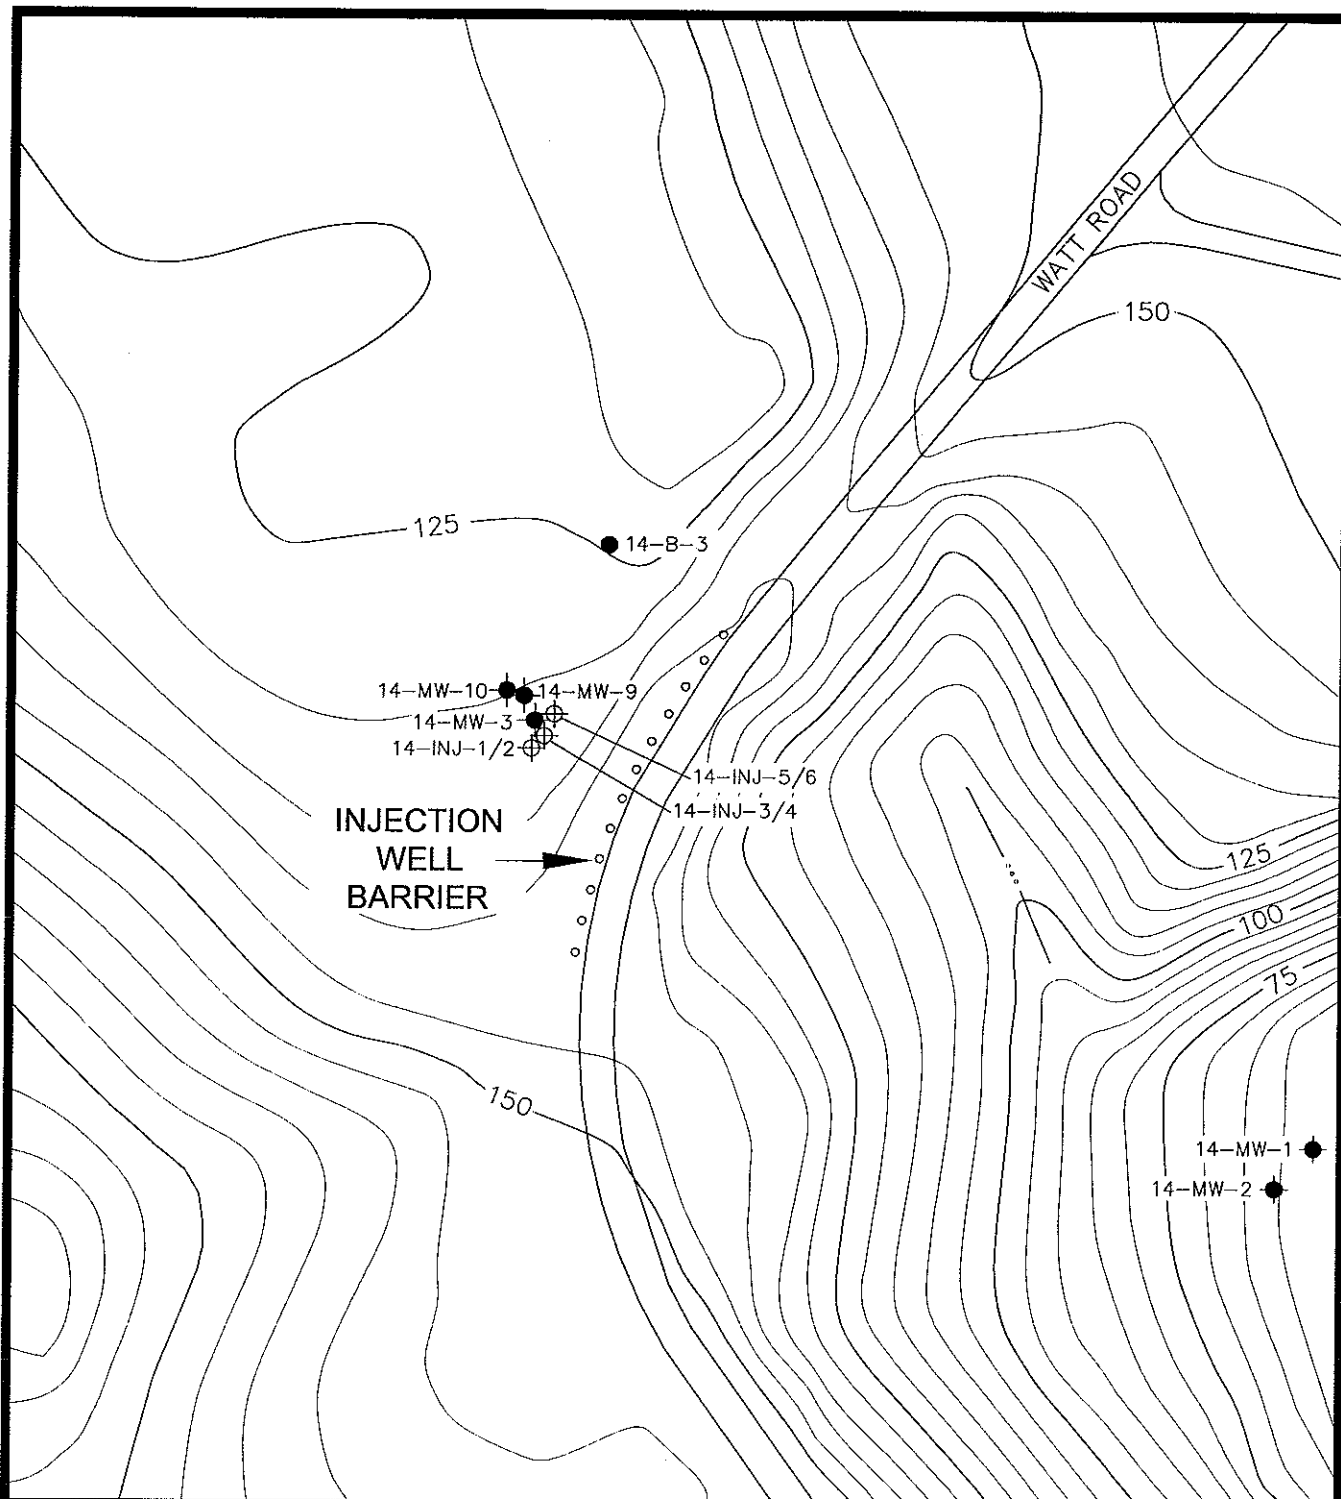 WATT ROAD
150
125
14-B-3
14-MW-10
14-MW-9
14-MW-3
14-INJ-1/2
14-INJ-5/6
14-INJ-3/4
INJECTION
WELL
BARRIER
125
100
75
150
14-MW-1
14-MW-2